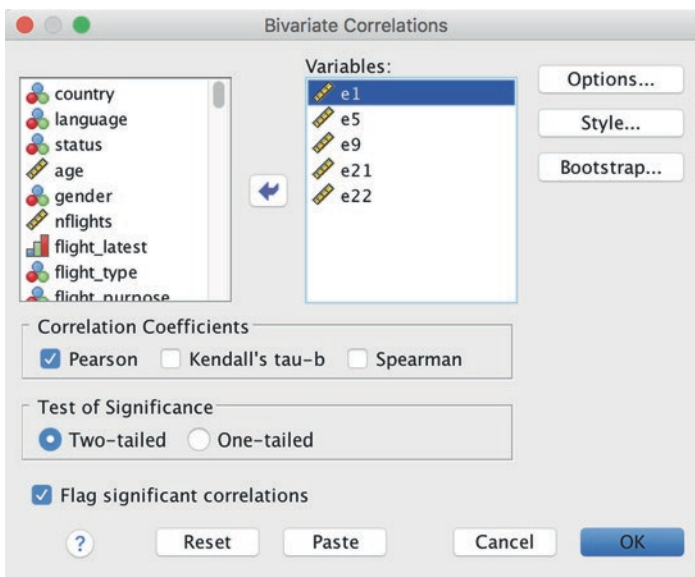 Bivariate Correlations
Variables:
country
language
status
age
gender
nflights
flight_latest
flight_type
flight_purpose
e1
e5
e9
e21
e22
Options...
Style...
Bootstrap...
Correlation Coefficients
Pearson Kendall's tau-b Spearman
Test of Significance
Two-tailed One-tailed
Flag significant correlations
? Reset Paste Cancel OK